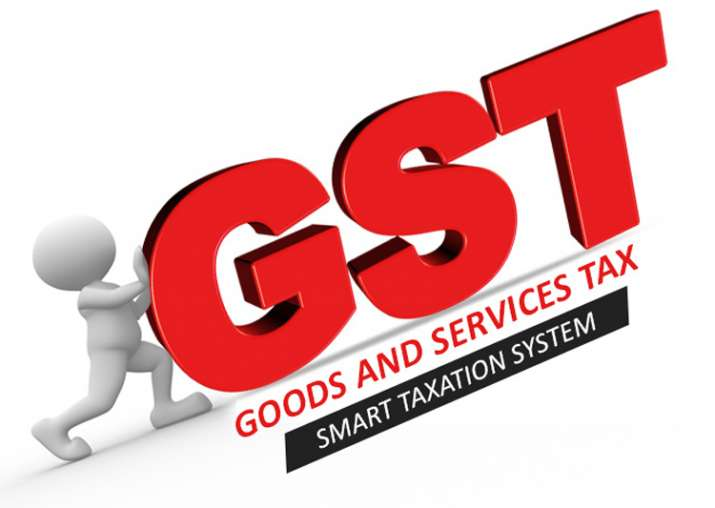 GST
GOODS AND SERVICES TAX
SMART TAXATION SYSTEM